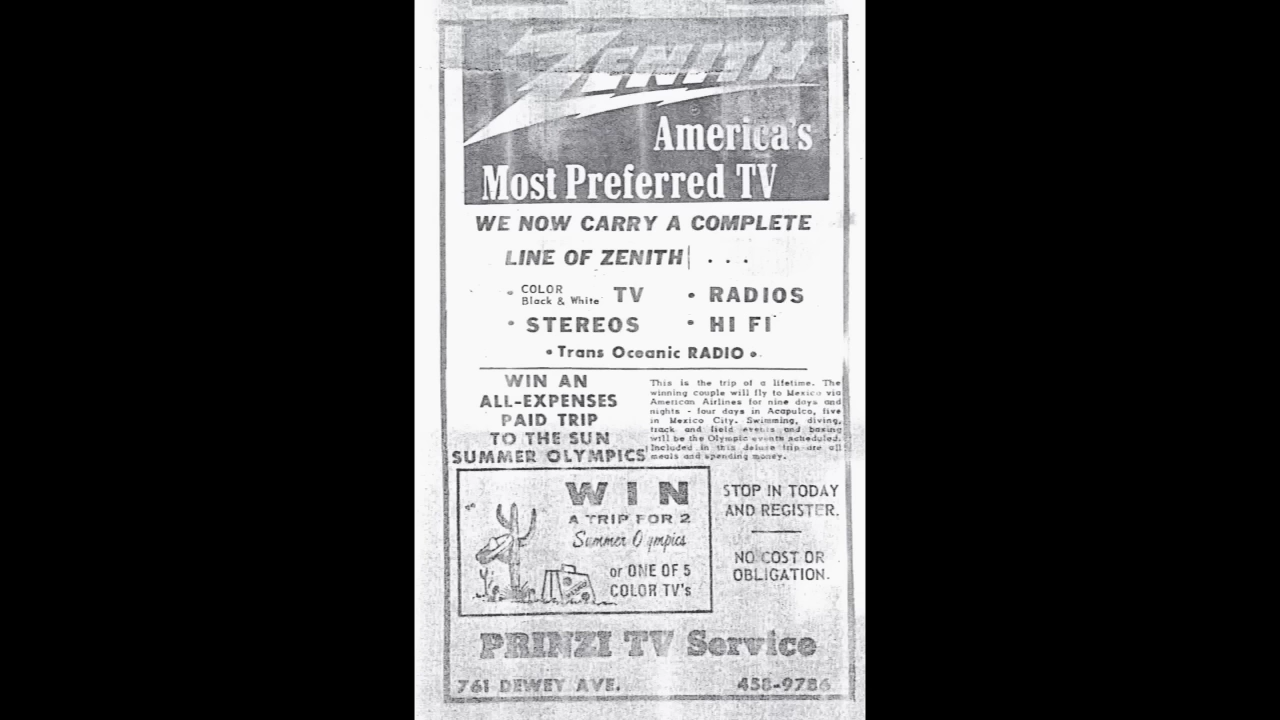 ZENITH
America's
Most Preferred TV
WE NOW CARRY A COMPLETE
LINE OF ZENITH . . .
• COLOR
Black & White TV
• RADIOS
• STEREOS
• HI FI
• Trans Oceanic RADIO •
WIN AN
ALL-EXPENSES
PAID TRIP
TO THE SUN
SUMMER OLYMPICS
This is the trip of a lifetime. The
winning couple will fly to Mexico via
American Airlines for nine days and
nights - four days in Acapulco, five
in Mexico City. Swimming, diving,
track and field events and boxing
will be the Olympic events scheduled.
Included in this deluxe trip are all
meals and spending money.
WIN
A TRIP FOR 2
Summer Olympics
or ONE OF 5
COLOR TV's
STOP IN TODAY
AND REGISTER.
NO COST OR
OBLIGATION.
PRINZI TV Service
761 DEWEY AVE.
458-9786